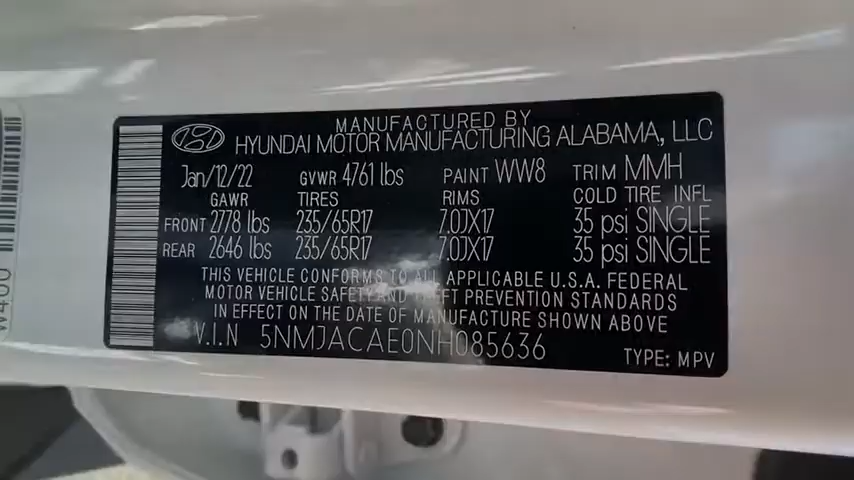 MANUFACTURED BY
HYUNDAI MOTOR MANUFACTURING ALABAMA, LLC
Jan/12/22 GVWR 4761 lbs PAINT WW8 TRIM MMH
GAWR TIRES RIMS COLD TIRE INFL
FRONT 2778 lbs 235/65R17 7.0JX17 35 psi SINGLE
REAR 2646 lbs 235/65R17 7.0JX17 35 psi SINGLE
THIS VEHICLE CONFORMS TO ALL APPLICABLE U.S.A. FEDERAL
MOTOR VEHICLE SAFETY AND THEFT PREVENTION STANDARDS
IN EFFECT ON THE DATE OF MANUFACTURE SHOWN ABOVE
V.I.N 5NMJACAE0NH085636
TYPE: MPV